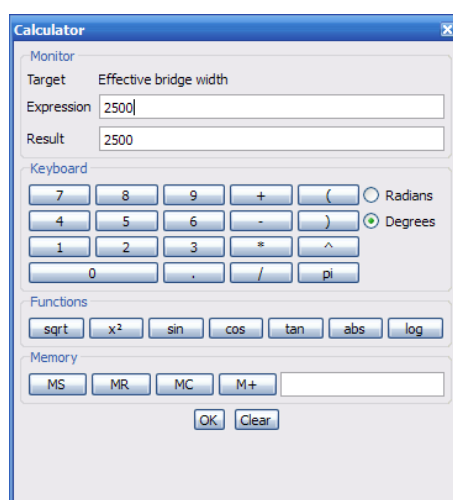 Calculator
Monitor
Target Effective bridge width
Expression 2500
Result 2500
Keyboard
7 8 9 + ( Radians
4 5 6 - ) Degrees
1 2 3 * ^
0 . / pi
Functions
sqrt x² sin cos tan abs log
Memory
MS MR MC M+
OK Clear